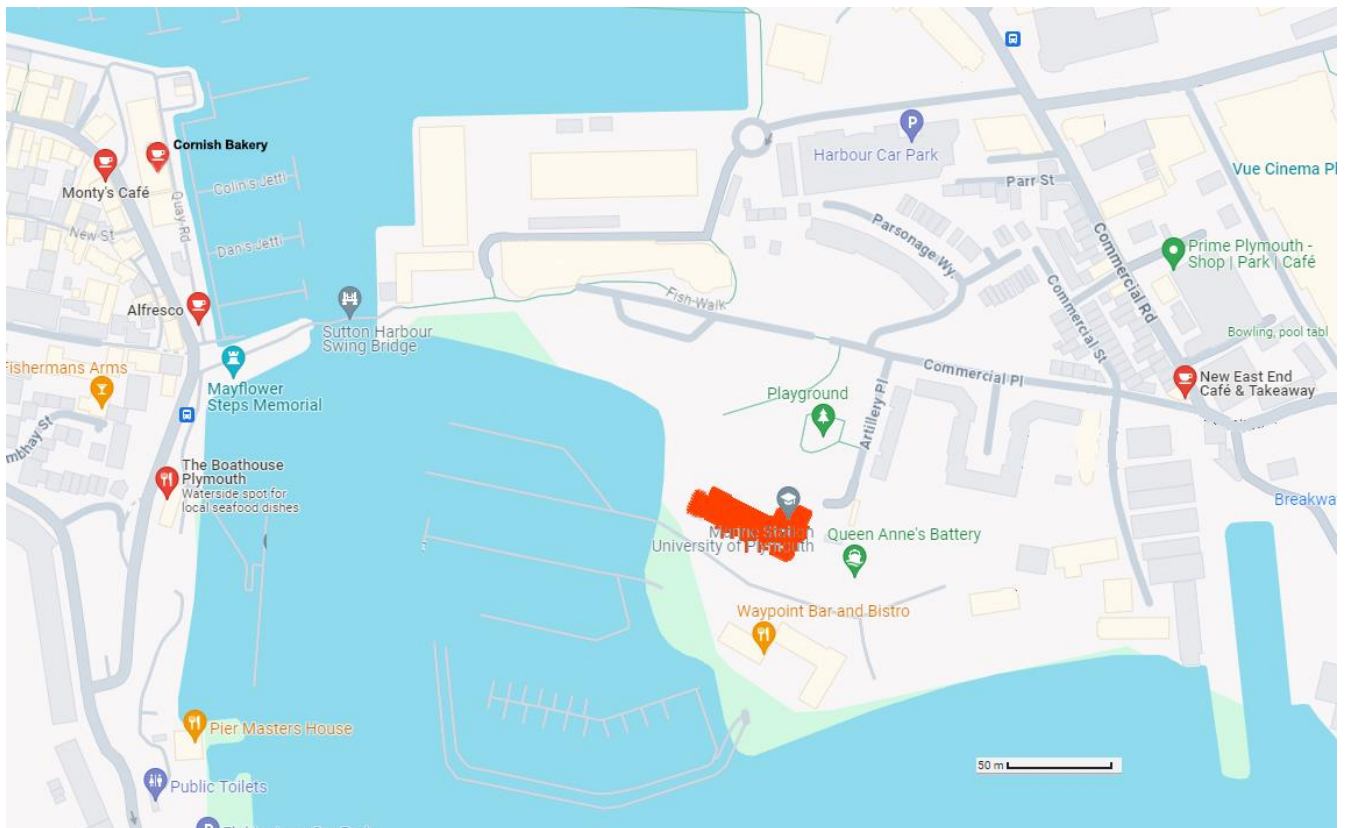 Cornish Bakery
Monty's Café
Colin's Jetti
Quay Rd
New St
Dan's Jetti
Alfresco
Sutton Harbour
Swing Bridge
Fishermans Arms
Mayflower
Steps Memorial
mbhay St
The Boathouse
Plymouth
Waterside spot for
local seafood dishes
Pier Masters House
Public Toilets
P
Harbour Car Park
Parr St
Vue Cinema Pl
Parsonage Wy.
Commercial Rd
Prime Plymouth -
Shop | Park | Café
Fish-Walk
Commercial St
Bowling, pool tabl
Commercial Pl
New East End
Café & Takeaway
Playground
Artillery Pl
Marine Station
University of Plymouth
Queen Anne's Battery
Breakwa
Waypoint Bar and Bistro
50 m